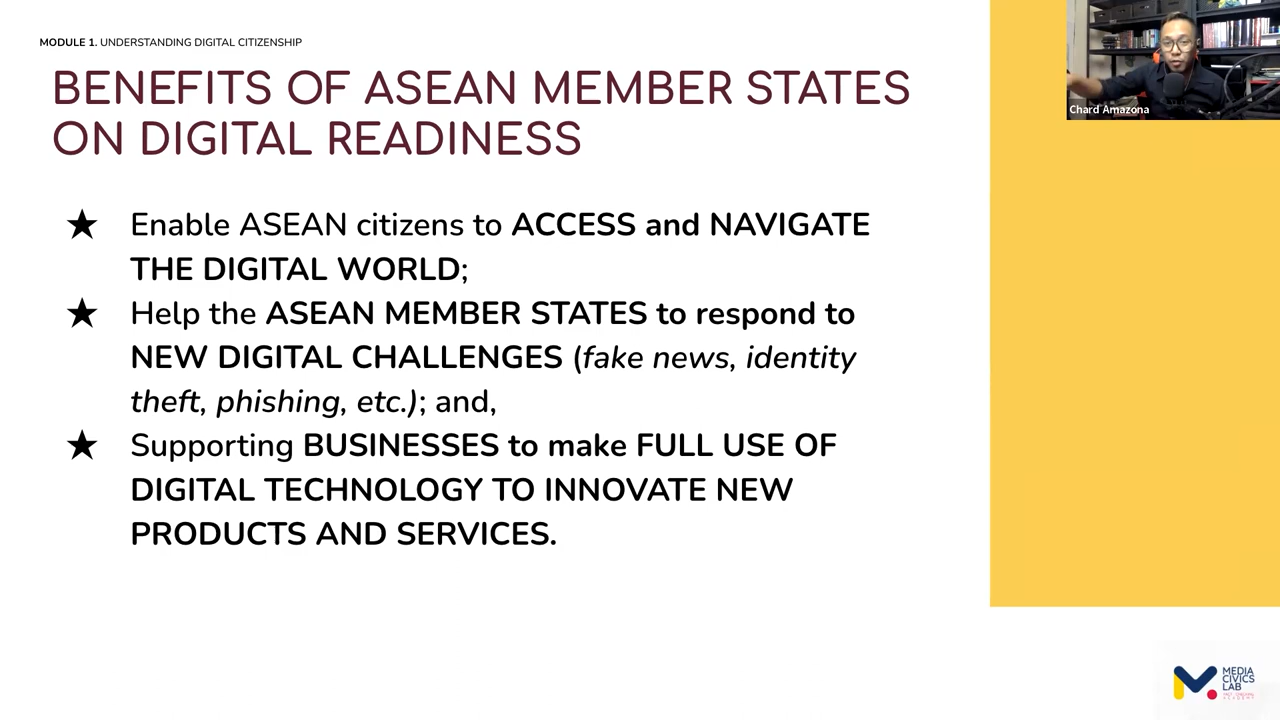 MODULE 1. UNDERSTANDING DIGITAL CITIZENSHIP
BENEFITS OF ASEAN MEMBER STATES
ON DIGITAL READINESS
★ Enable ASEAN citizens to ACCESS and NAVIGATE
THE DIGITAL WORLD;
★ Help the ASEAN MEMBER STATES to respond to
NEW DIGITAL CHALLENGES (fake news, identity
theft, phishing, etc.); and,
★ Supporting BUSINESSES to make FULL USE OF
DIGITAL TECHNOLOGY TO INNOVATE NEW
PRODUCTS AND SERVICES.
Chard Amazona
MEDIA
CIVICS
LAB